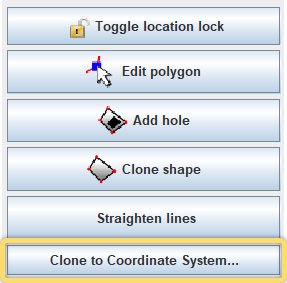 Toggle location lock
Edit polygon
Add hole
Clone shape
Straighten lines
Clone to Coordinate System...